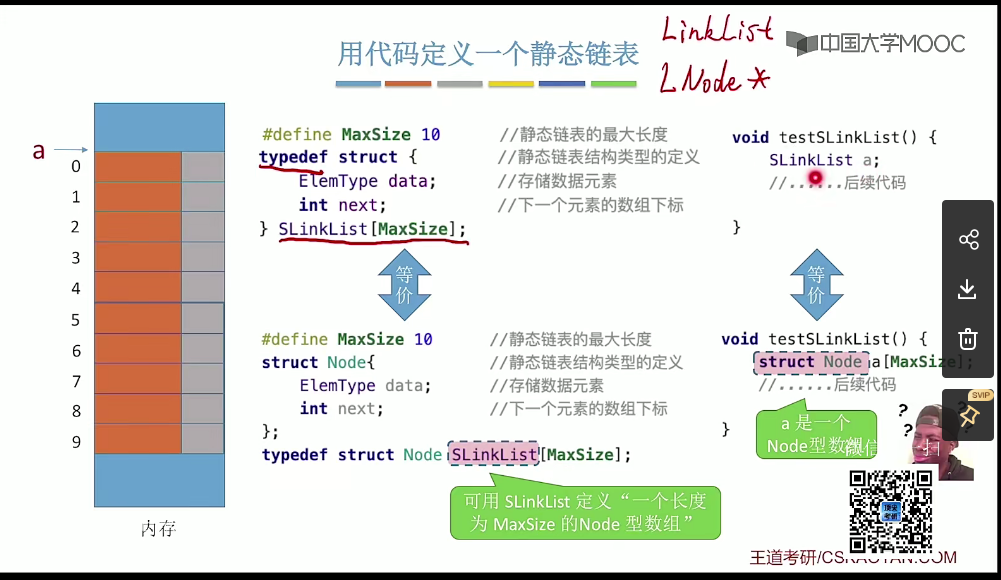 用代码定义一个静态链表
LinkList
LNode *
中国大学MOOC
a
0
1
2
3
4
5
6
7
8
9
内存
#define MaxSize 10 //静态链表的最大长度
typedef struct { //静态链表结构类型的定义
ElemType data; //存储数据元素
int next; //下一个元素的数组下标
} SLinkList[MaxSize];
void testSLinkList() {
SLinkList a;
//......后续代码
}
等价
等价
#define MaxSize 10 //静态链表的最大长度
struct Node{ //静态链表结构类型的定义
ElemType data; //存储数据元素
int next; //下一个元素的数组下标
};
typedef struct Node SLinkList[MaxSize];
可用 SLinkList 定义“一个长度
为 MaxSize 的Node 型数组”
void testSLinkList() {
struct Node a[MaxSize];
//......后续代码
}
a 是一个
Node型数组
? ?
? ?
SVIP
微信
扫
王道考研/CSKAOYAN.COM